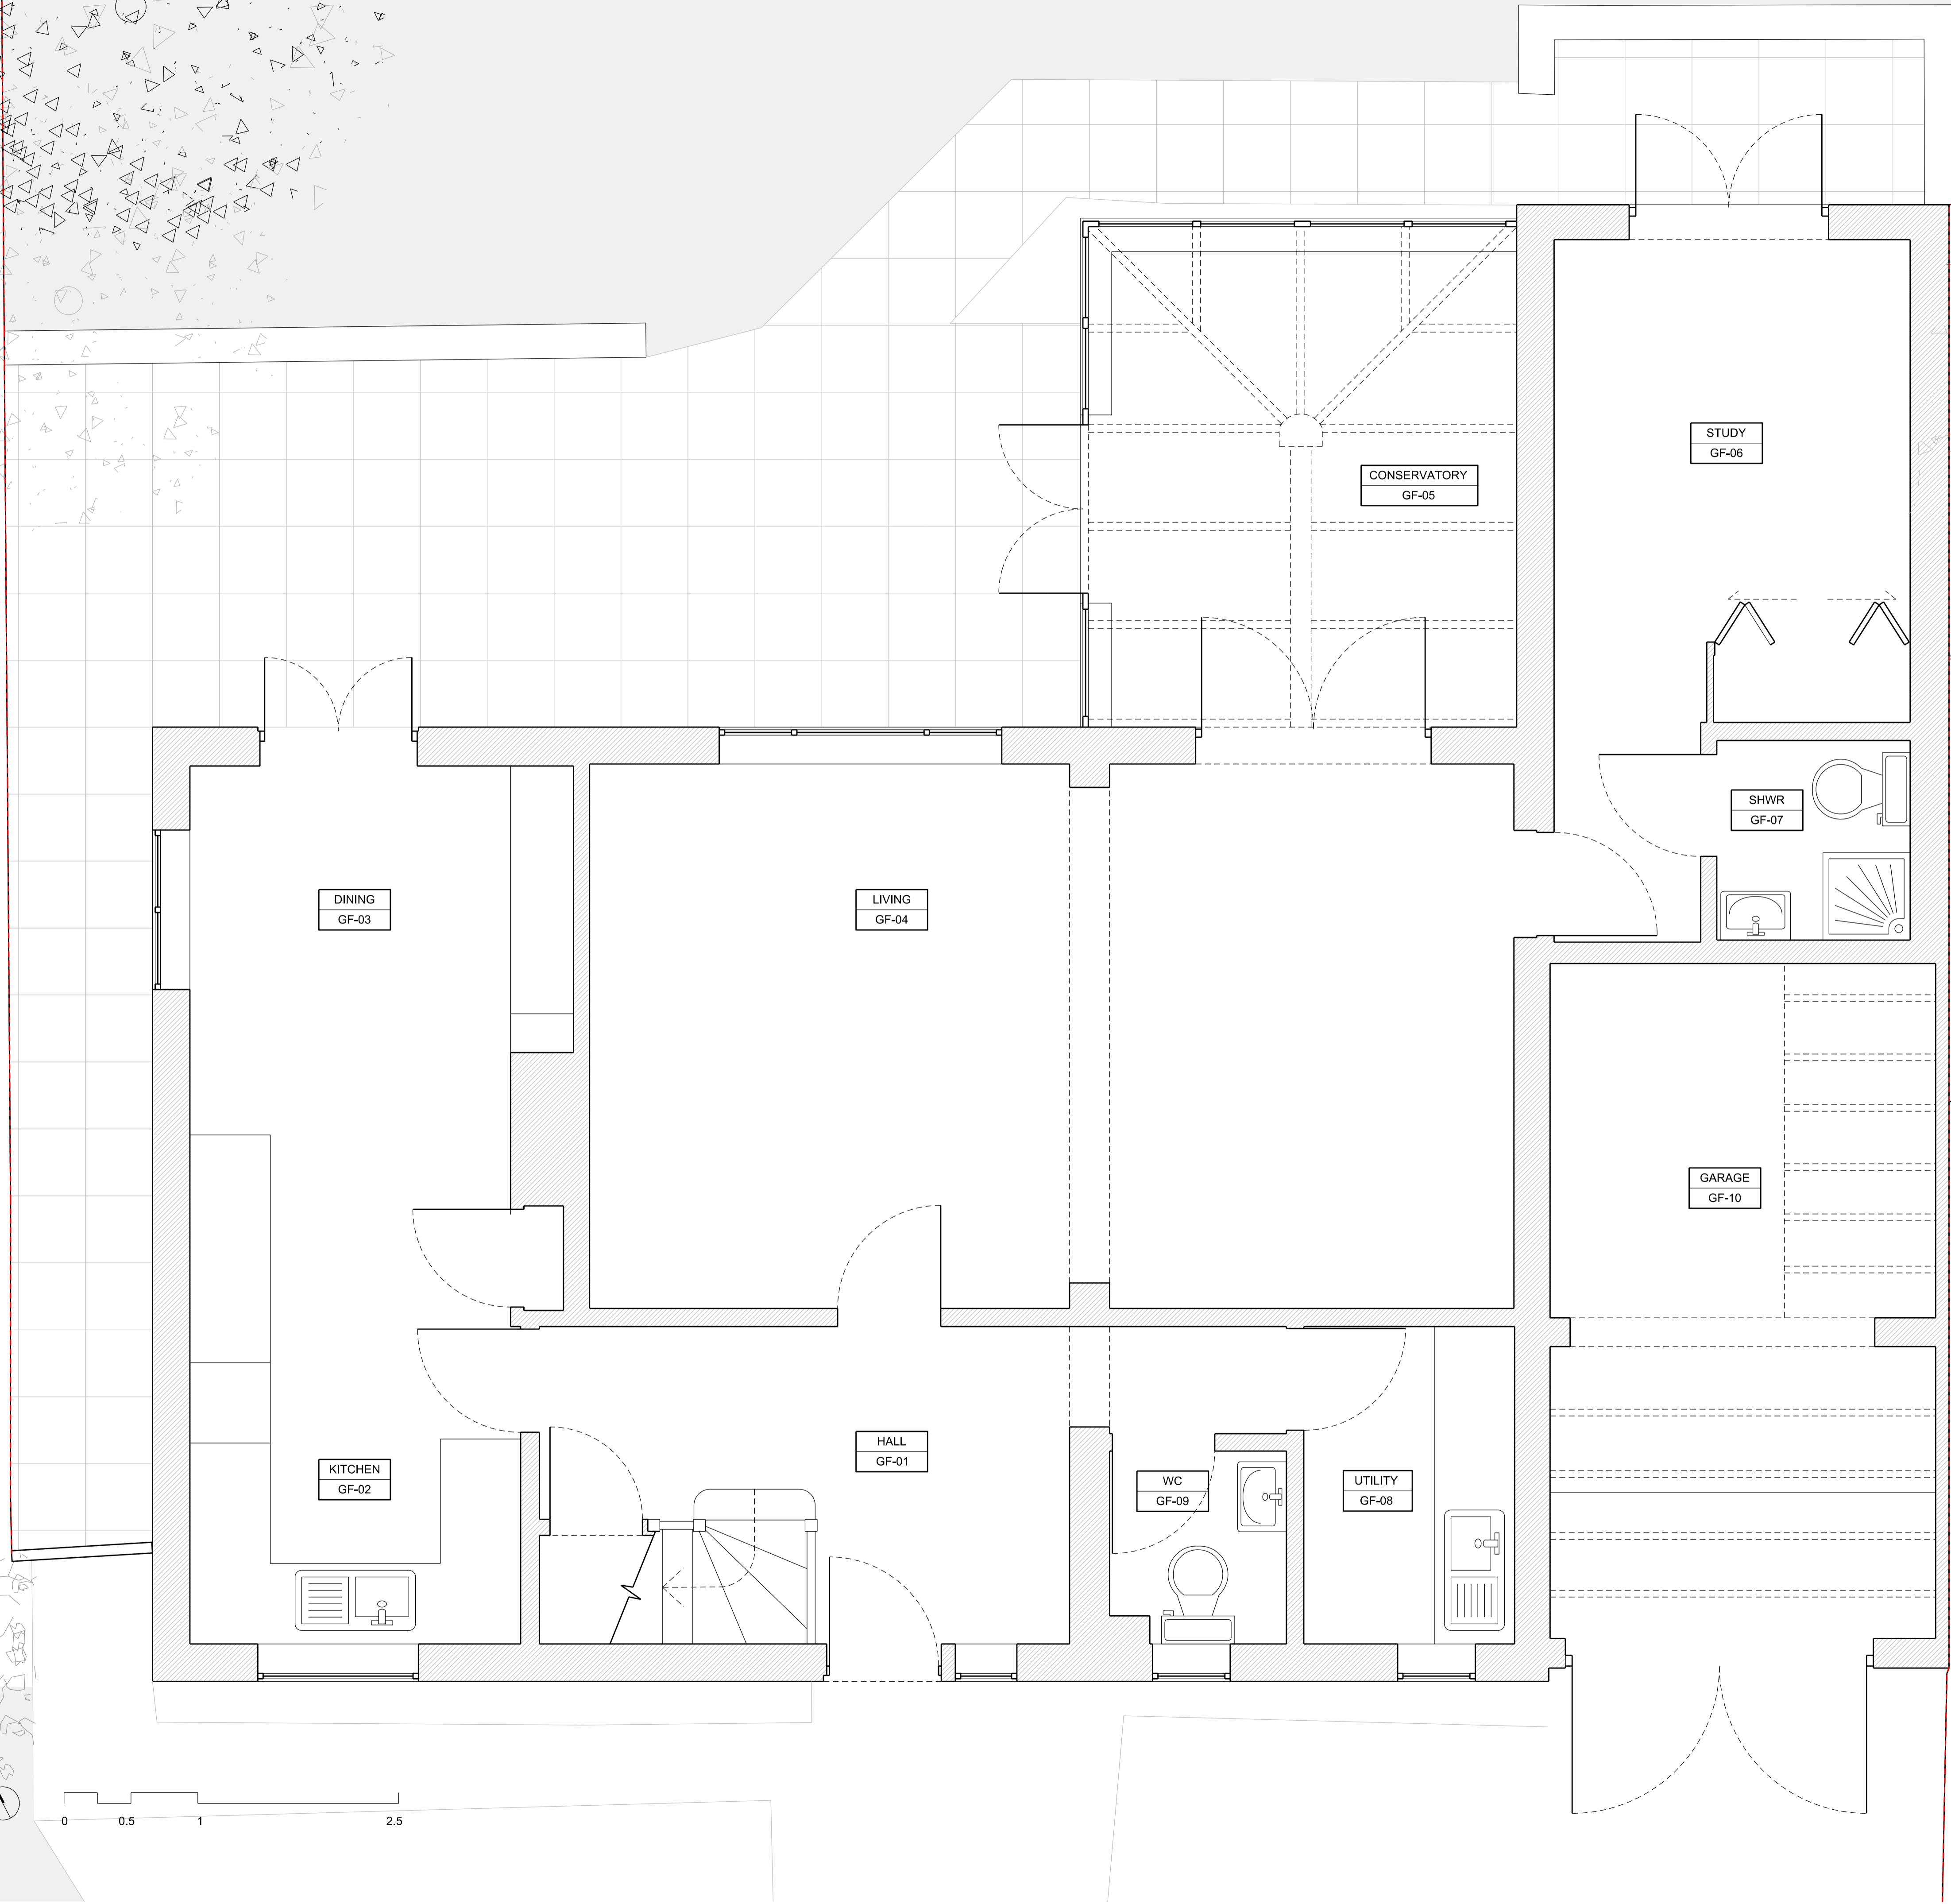 STUDY
GF-06
CONSERVATORY
GF-05
SHWR
GF-07
DINING
GF-03
LIVING
GF-04
GARAGE
GF-10
HALL
GF-01
KITCHEN
GF-02
WC
GF-09
UTILITY
GF-08
0 0.5 1 2.5